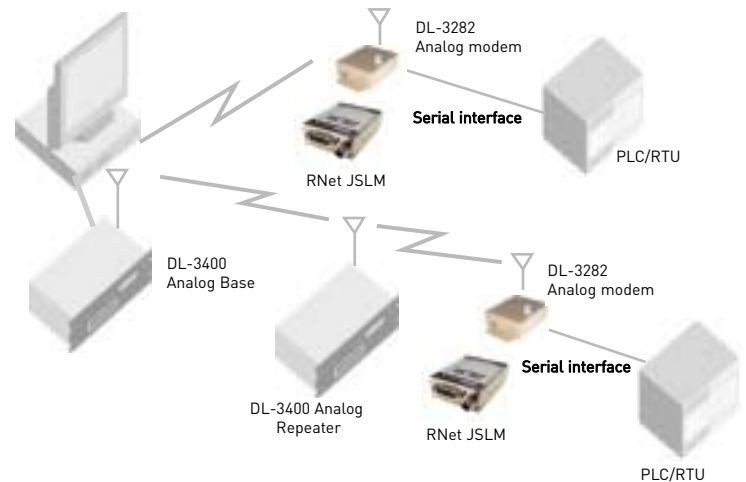 DL-3282
Analog modem
Serial interface
PLC/RTU
RNet JSLM
DL-3400
Analog Base
DL-3282
Analog modem
Serial interface
DL-3400 Analog
Repeater
RNet JSLM
PLC/RTU